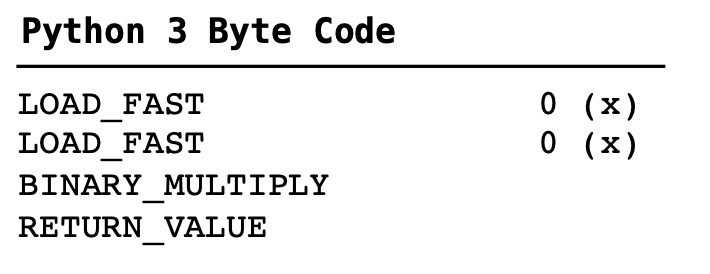 Python 3 Byte Code
LOAD_FAST 0 (x)
LOAD_FAST 0 (x)
BINARY_MULTIPLY
RETURN_VALUE